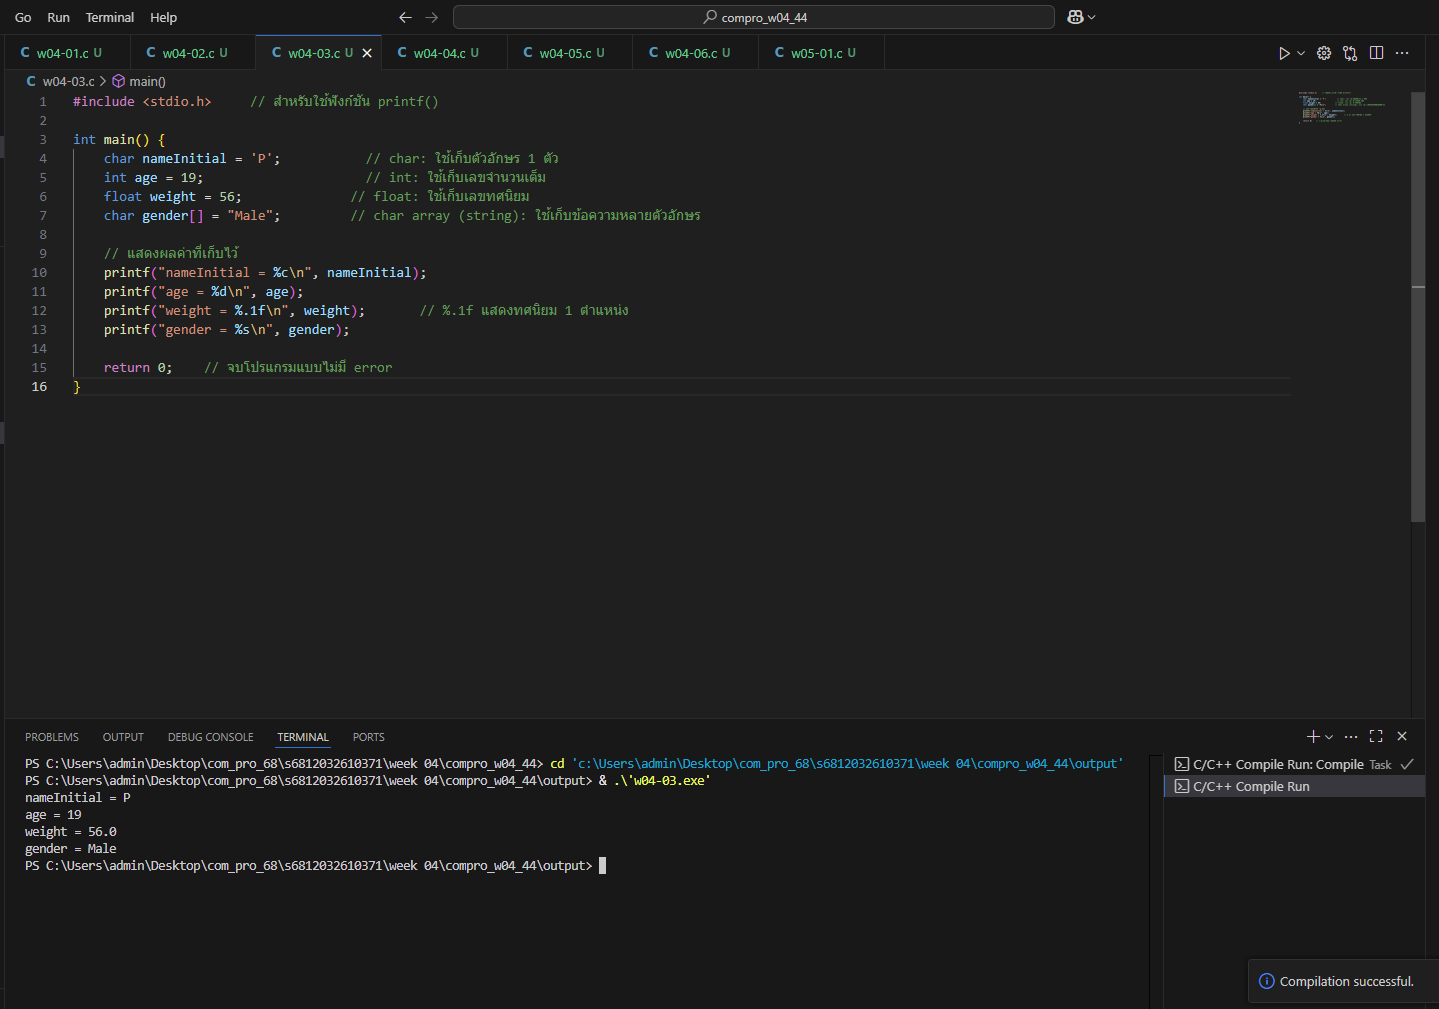 Go Run Terminal Help
compro_w04_44
w04-01.c U w04-02.c U w04-03.c U w04-04.c U w04-05.c U w04-06.c U w05-01.c U
C w04-03.c > main()
1 #include <stdio.h>     // สำหรับใช้ฟังก์ชัน printf()
2
3 int main() {
4     char nameInitial = 'P';           // char: ใช้เก็บตัวอักษร 1 ตัว
5     int age = 19;                     // int: ใช้เก็บเลขจำนวนเต็ม
6     float weight = 56;              // float: ใช้เก็บเลขทศนิยม
7     char gender[] = "Male";         // char array (string): ใช้เก็บข้อความหลายตัวอักษร
8
9     // แสดงผลค่าที่เก็บไว้
10     printf("nameInitial = %c\n", nameInitial);
11     printf("age = %d\n", age);
12     printf("weight = %.1f\n", weight);       // %.1f แสดงทศนิยม 1 ตำแหน่ง
13     printf("gender = %s\n", gender);
14
15     return 0;    // จบโปรแกรมแบบไม่มี error
16 }
PROBLEMS OUTPUT DEBUG CONSOLE TERMINAL PORTS
PS C:\Users\admin\Desktop\com_pro_68\s6812032610371\week 04\compro_w04_44> cd 'c:\Users\admin\Desktop\com_pro_68\s6812032610371\week 04\compro_w04_44\output'
PS C:\Users\admin\Desktop\com_pro_68\s6812032610371\week 04\compro_w04_44\output> & .\'w04-03.exe'
nameInitial = P
age = 19
weight = 56.0
gender = Male
PS C:\Users\admin\Desktop\com_pro_68\s6812032610371\week 04\compro_w04_44\output>
C/C++ Compile Run: Compile Task
C/C++ Compile Run
Compilation successful.